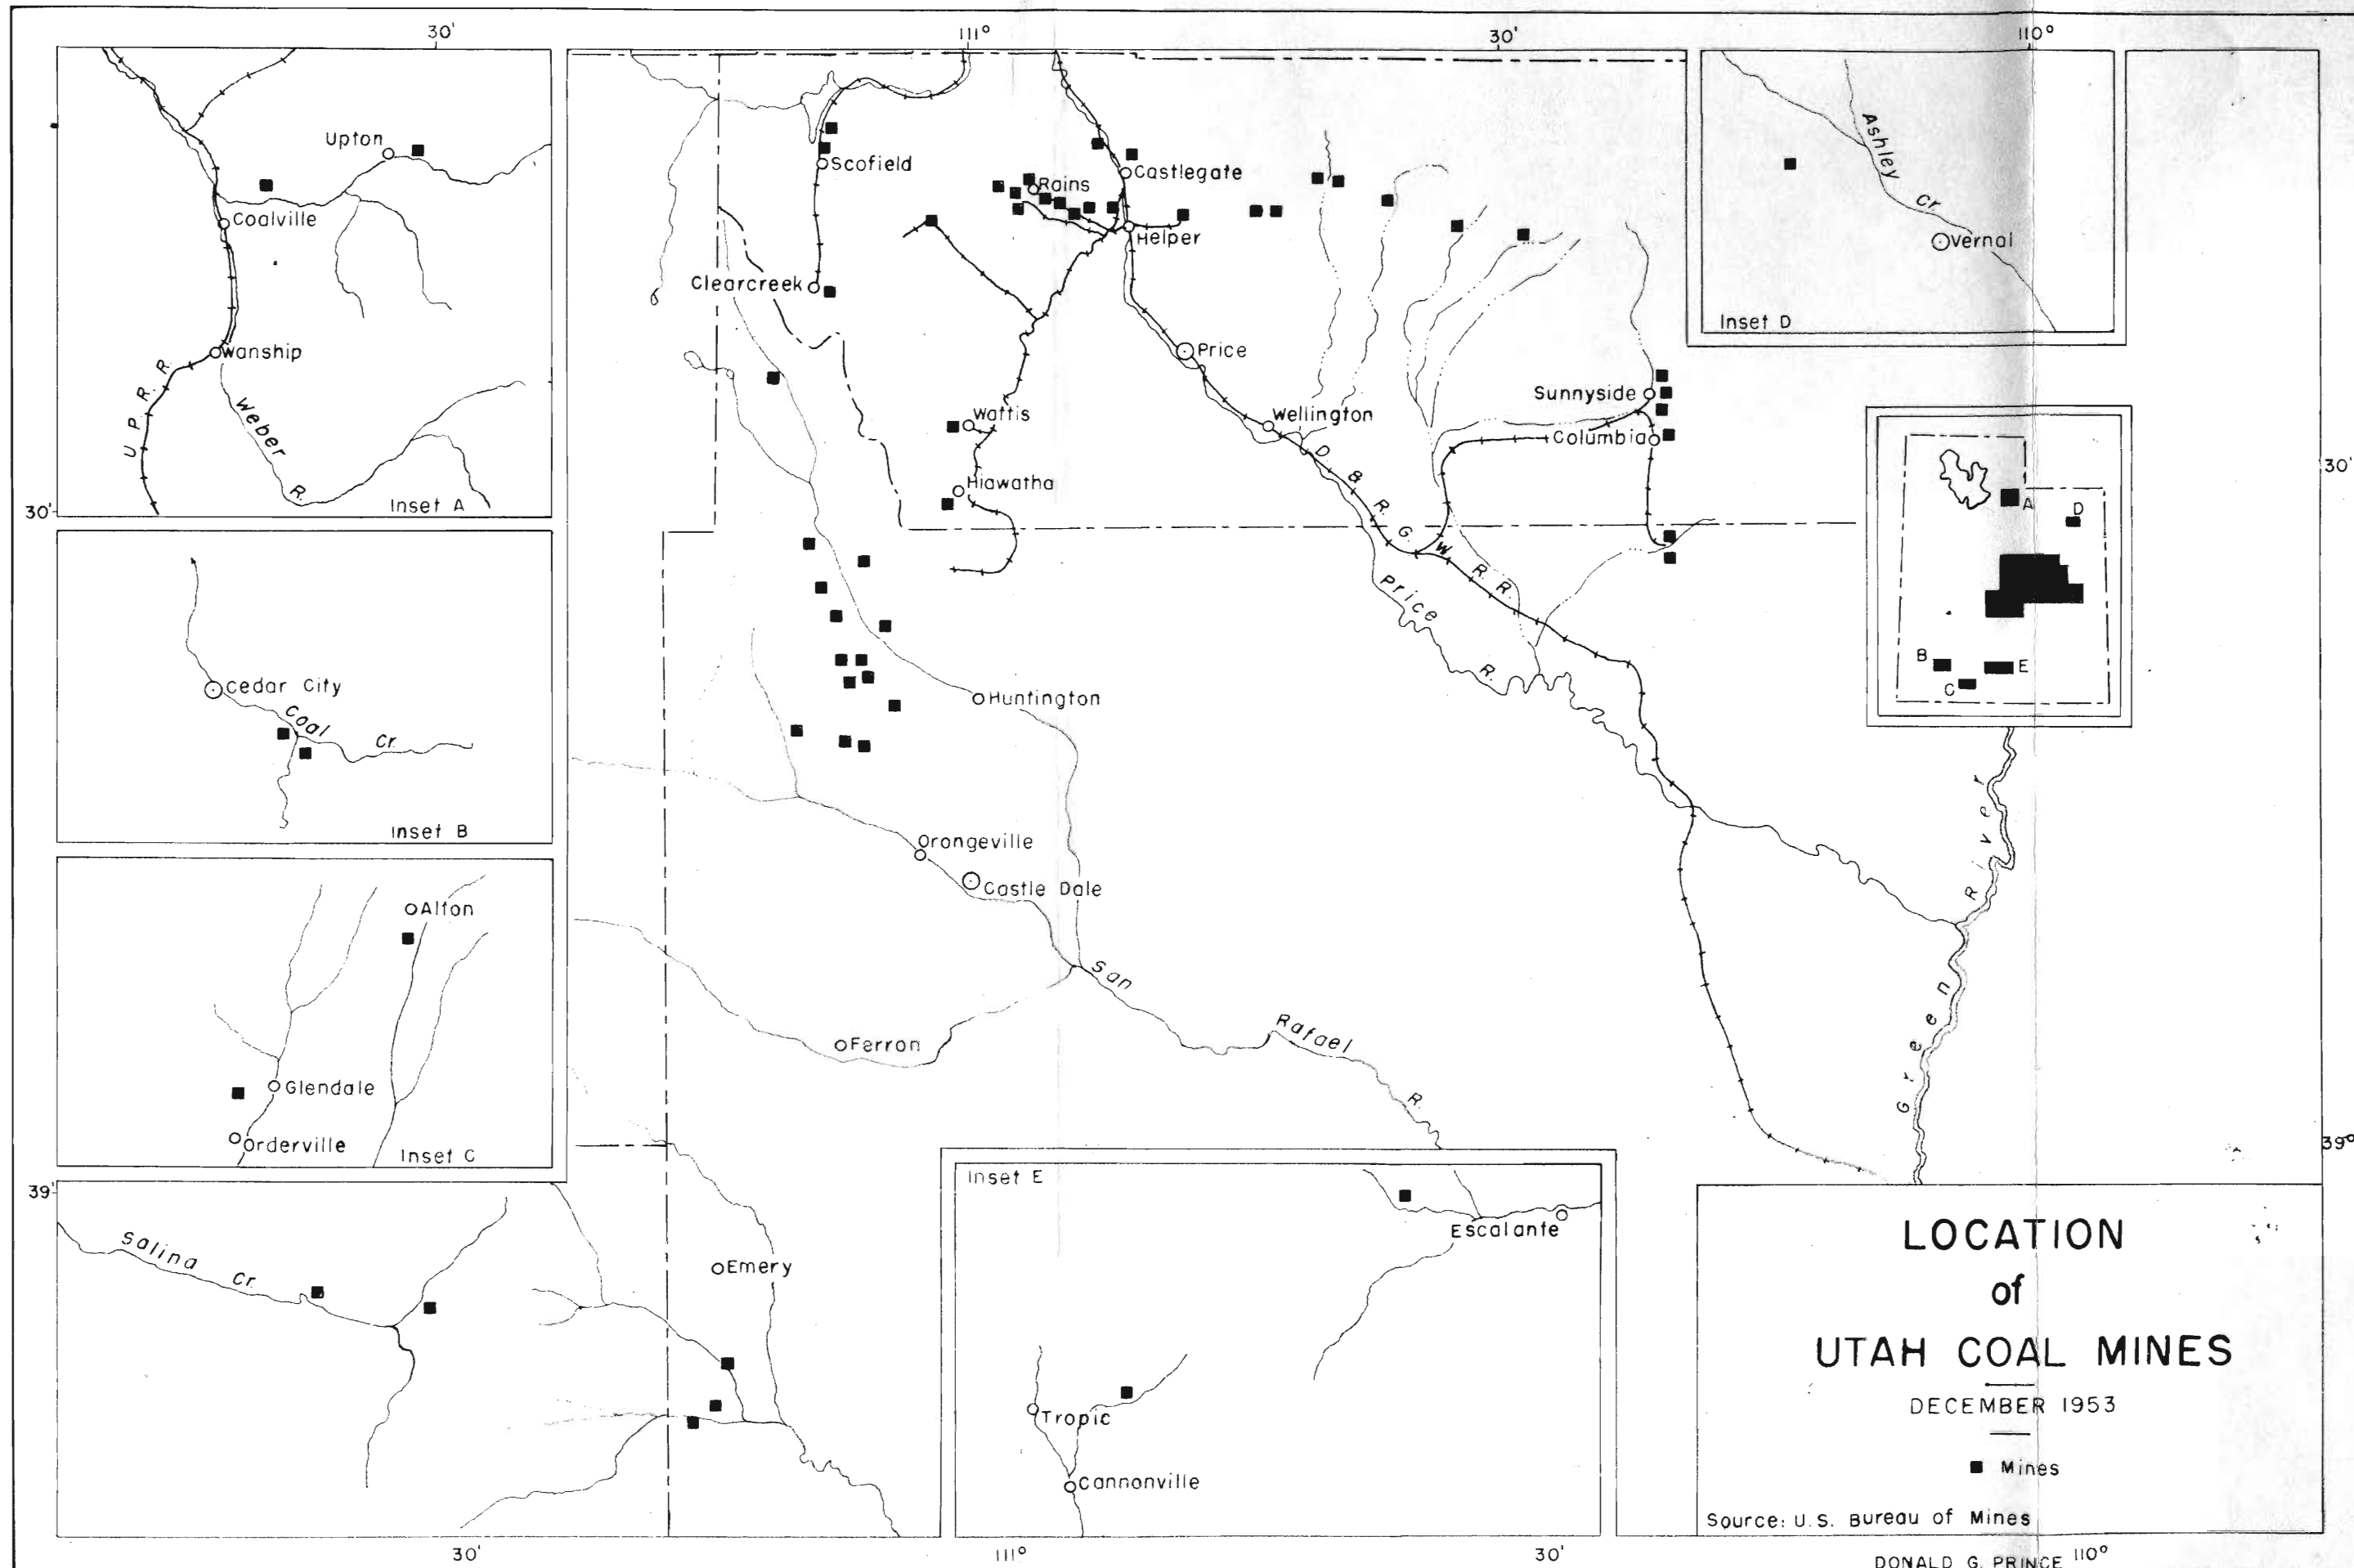 30'
111°
30'
110°
Upton
Coalville
Wanship
U P. R. R.
Weber
R.
Inset A
30'
Cedar City
Coal
Cr.
Inset B
Alton
Glendale
Orderville
Inset C
39°
Scofield
Rains
Castlegate
Helper
Clearcreek
Price
Wattis
Wellington
Hiawatha
Sunnyside
Columbia
D. & R. G. W. R. R.
Price
R.
Huntington
Orangeville
Castle Dale
San
Rafael
R.
Ferron
Ashley
Cr.
Vernal
Inset D
A
D
B
C
E
30'
Green River
39°
Salina
Cr.
Emery
Inset E
Escalante
Tropic
Cannonville
LOCATION
of
UTAH COAL MINES
DECEMBER 1953
Mines
Source: U.S. Bureau of Mines
30'
111°
30'
110°
DONALD G. PRINCE